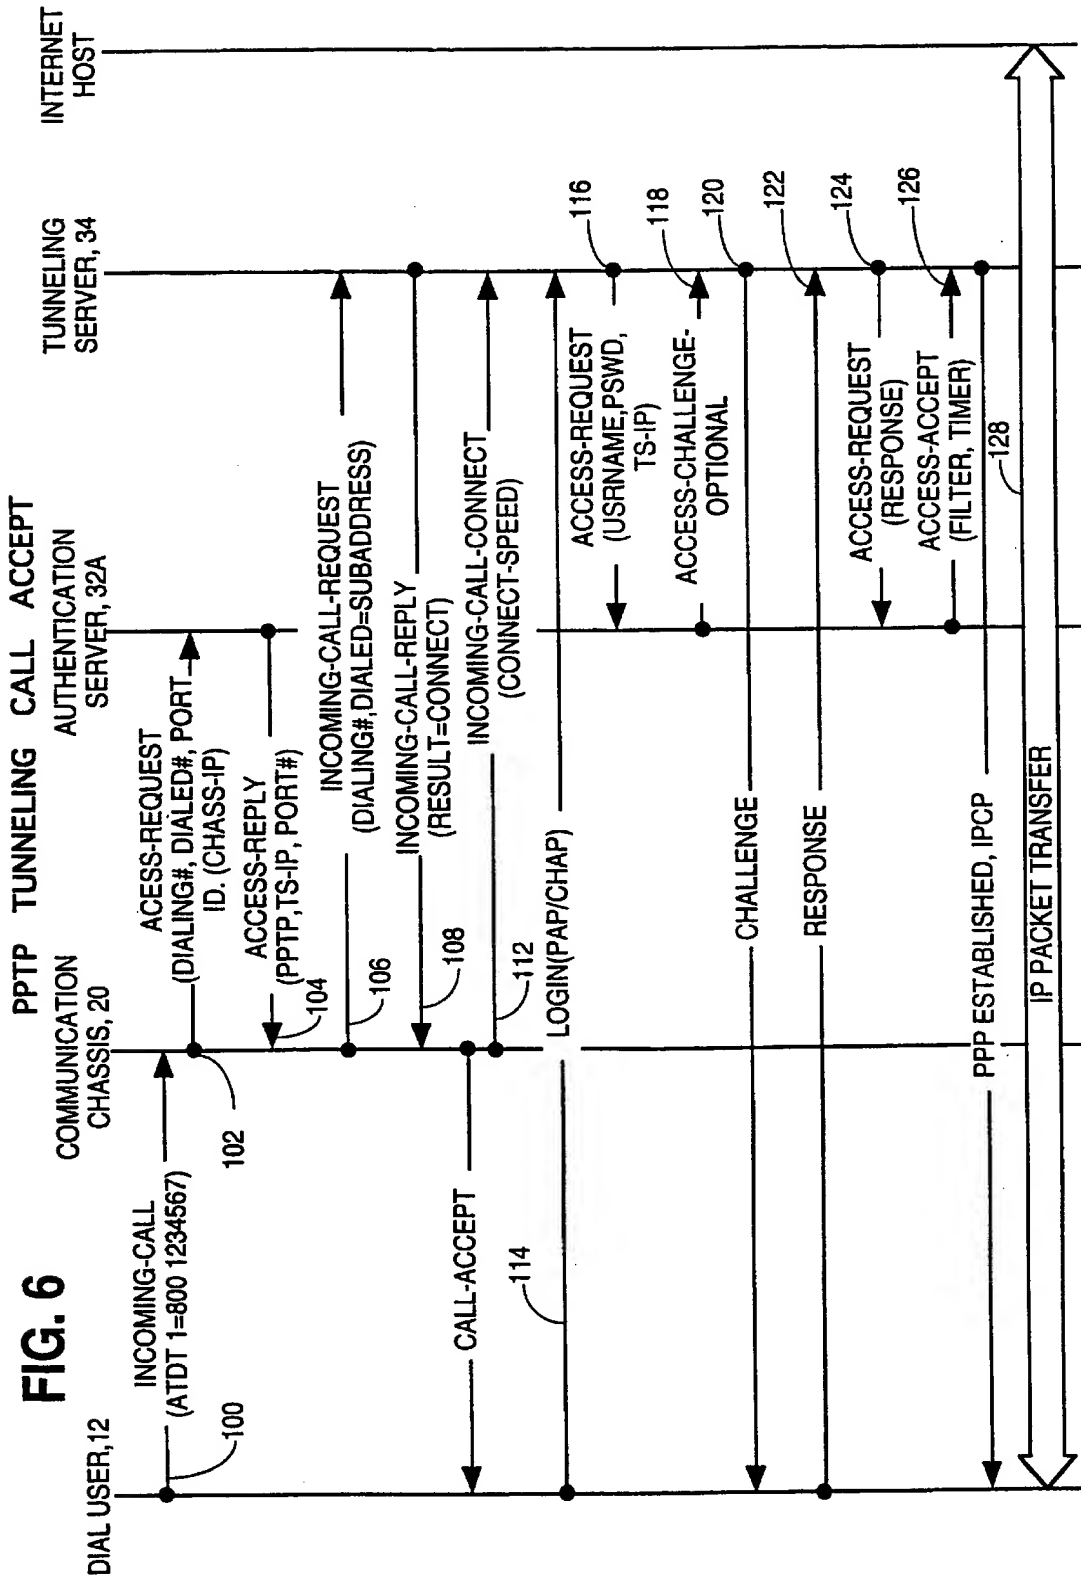 FIG. 6
PPTP TUNNELING CALL ACCEPT
DIAL USER,12
COMMUNICATION
CHASSIS, 20
AUTHENTICATION
SERVER, 32A
TUNNELING
SERVER, 34
INTERNET
HOST
INCOMING-CALL
(ATDT 1=800 1234567)
100
ACESS-REQUEST
(DIALING#, DIALED#, PORT
ID. (CHASS-IP)
102
ACCESS-REPLY
(PPTP,TS-IP, PORT#)
104
INCOMING-CALL-REQUEST
(DIALING#,DIALED=SUBADDRESS)
106
INCOMING-CALL-REPLY
(RESULT=CONNECT)
108
CALL-ACCEPT
INCOMING-CALL-CONNECT
(CONNECT-SPEED)
112
LOGIN(PAP/CHAP)
114
ACCESS-REQUEST
(USRNAME,PSWD,
TS-IP)
116
ACCESS-CHALLENGE-
OPTIONAL
118
CHALLENGE
120
RESPONSE
122
ACCESS-REQUEST
(RESPONSE)
124
ACCESS-ACCEPT
(FILTER, TIMER)
126
PPP ESTABLISHED, IPCP
IP PACKET TRANSFER
128